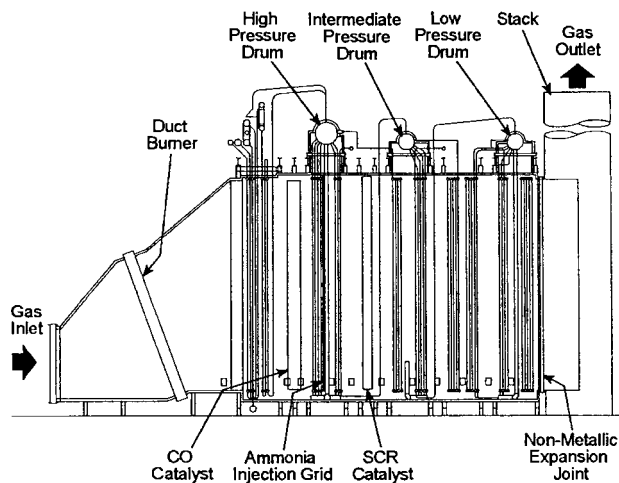 High
Pressure
Drum
Intermediate
Pressure
Drum
Low
Pressure
Drum
Stack
Gas
Outlet
Duct
Burner
Gas
Inlet
CO
Catalyst
Ammonia
Injection Grid
SCR
Catalyst
Non-Metallic
Expansion
Joint